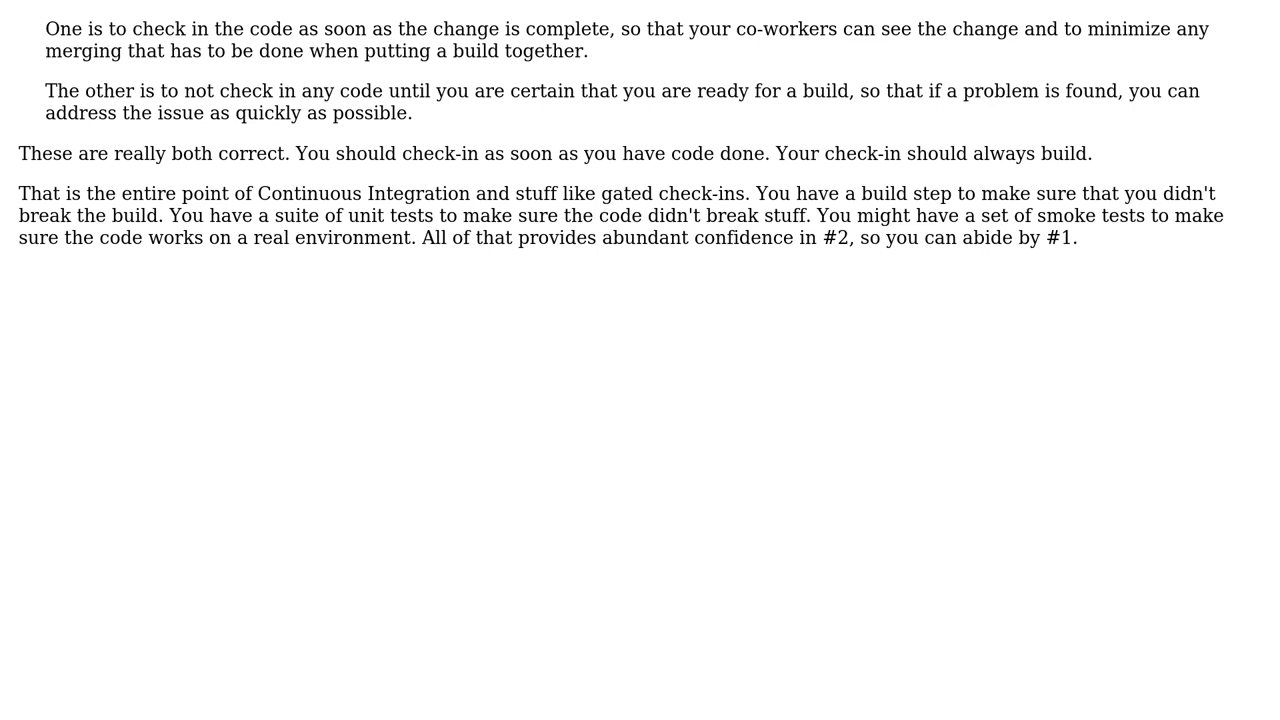 One is to check in the code as soon as the change is complete, so that your co-workers can see the change and to minimize any
merging that has to be done when putting a build together.
The other is to not check in any code until you are certain that you are ready for a build, so that if a problem is found, you can
address the issue as quickly as possible.
These are really both correct. You should check-in as soon as you have code done. Your check-in should always build.
That is the entire point of Continuous Integration and stuff like gated check-ins. You have a build step to make sure that you didn't
break the build. You have a suite of unit tests to make sure the code didn't break stuff. You might have a set of smoke tests to make
sure the code works on a real environment. All of that provides abundant confidence in #2, so you can abide by #1.